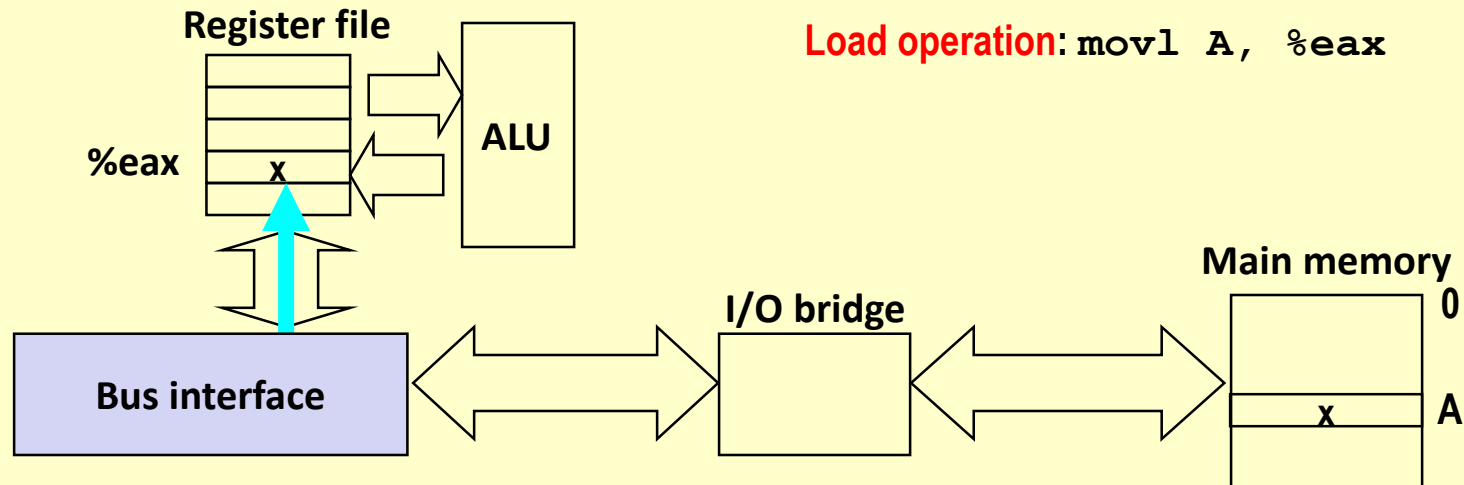 Register file
Load operation: movl A, %eax
ALU
%eax
x
Main memory
0
I/O bridge
Bus interface
x
A